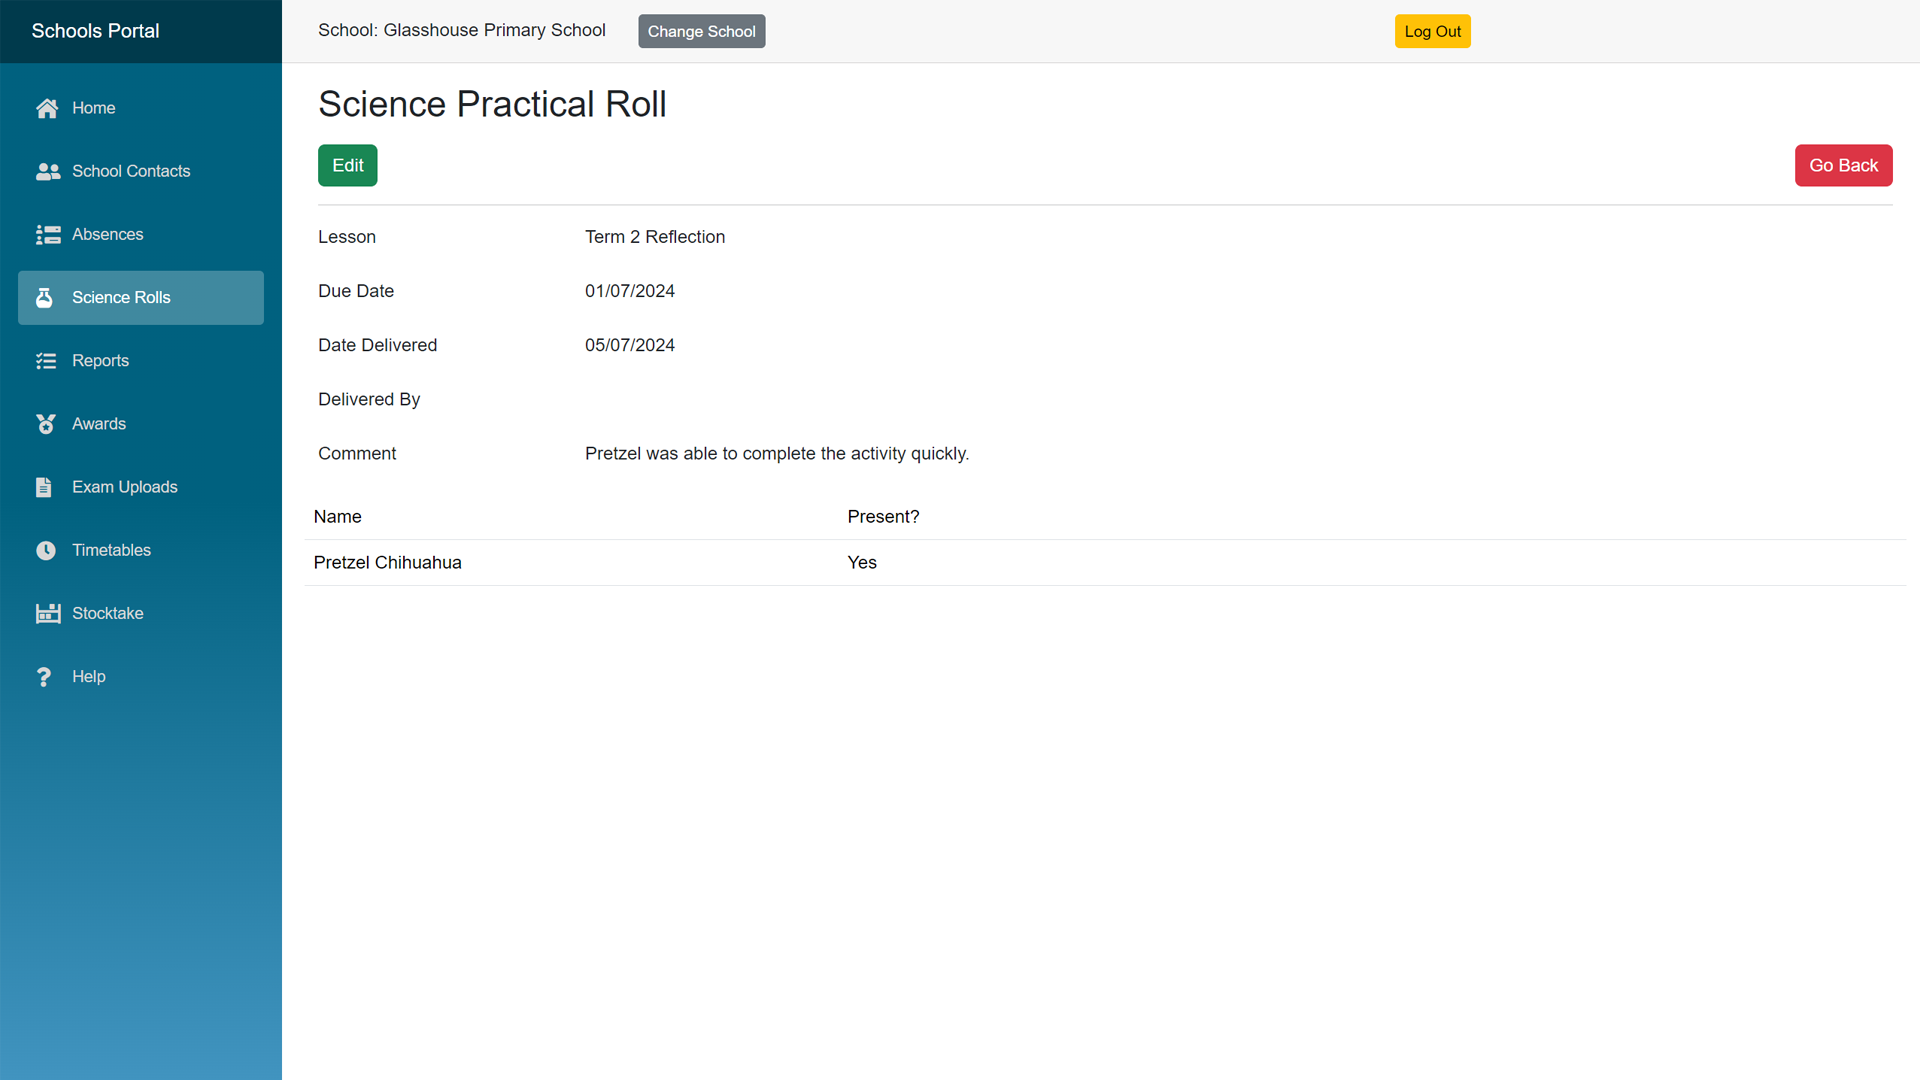 Schools Portal
School: Glasshouse Primary School
Change School
Log Out
Home
School Contacts
Absences
Science Rolls
Reports
Awards
Exam Uploads
Timetables
Stocktake
Help
Science Practical Roll
Edit
Go Back
Lesson Term 2 Reflection
Due Date 01/07/2024
Date Delivered 05/07/2024
Delivered By
Comment Pretzel was able to complete the activity quickly.
Name Present?
Pretzel Chihuahua Yes